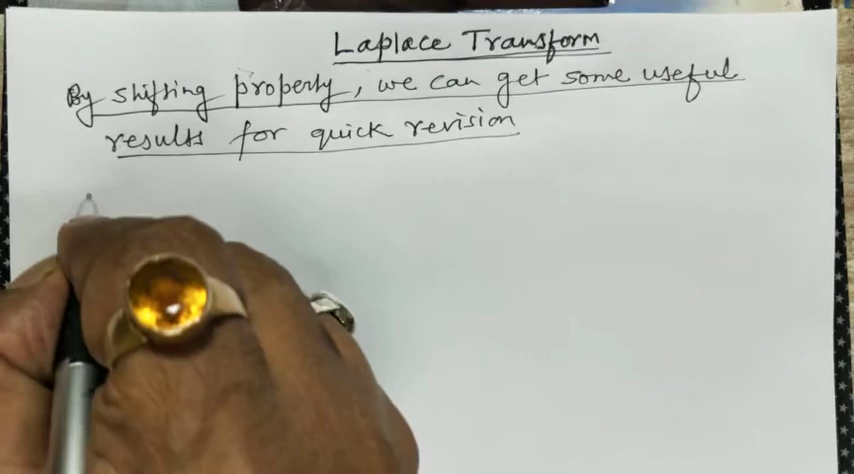 Laplace Transform
By shifting property, we can get some useful
results for quick revision